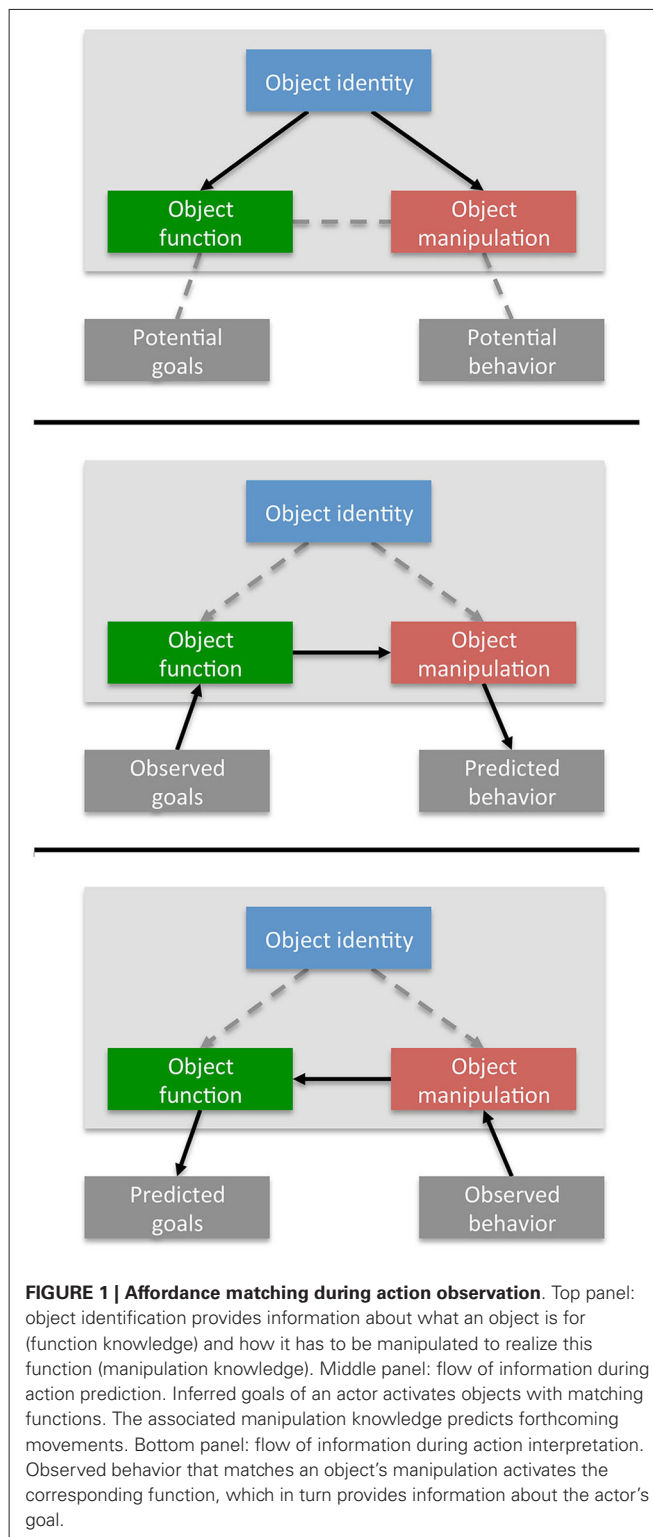 Object identity
Object
function
Object
manipulation
Potential
goals
Potential
behavior
Object identity
Object
function
Object
manipulation
Observed
goals
Predicted
behavior
Object identity
Object
function
Object
manipulation
Predicted
goals
Observed
behavior
FIGURE 1 | Affordance matching during action observation. Top panel:
object identification provides information about what an object is for
(function knowledge) and how it has to be manipulated to realize this
function (manipulation knowledge). Middle panel: flow of information during
action prediction. Inferred goals of an actor activates objects with matching
functions. The associated manipulation knowledge predicts forthcoming
movements. Bottom panel: flow of information during action interpretation.
Observed behavior that matches an object's manipulation activates the
corresponding function, which in turn provides information about the actor's
goal.